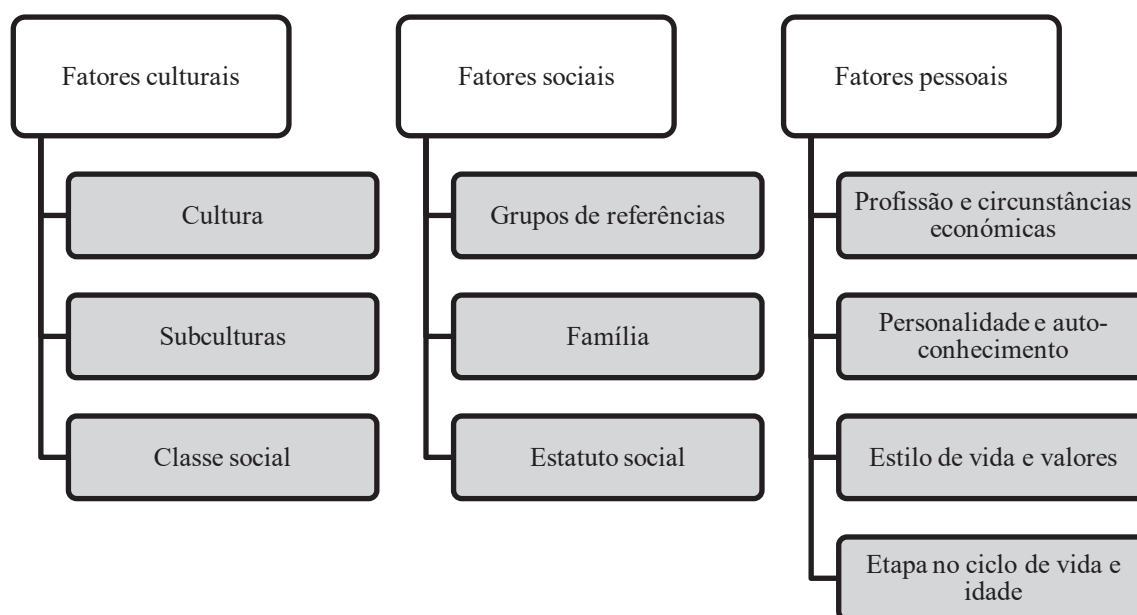 Fatores culturais
Cultura
Subculturas
Classe social
Fatores sociais
Grupos de referências
Família
Estatuto social
Fatores pessoais
Profissão e circunstâncias
económicas
Personalidade e auto-
conhecimento
Estilo de vida e valores
Etapa no ciclo de vida e
idade